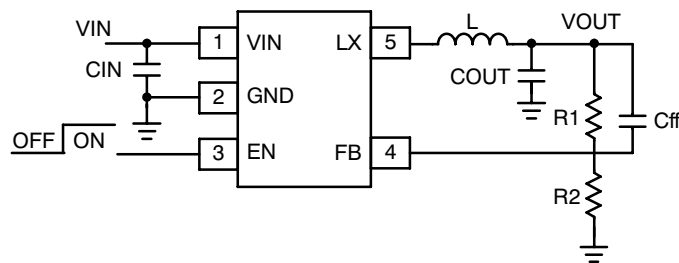 VIN
CIN
1 VIN
2 GND
3 EN
OFF ON
LX 5
FB 4
L
COUT
VOUT
R1
Cff
R2